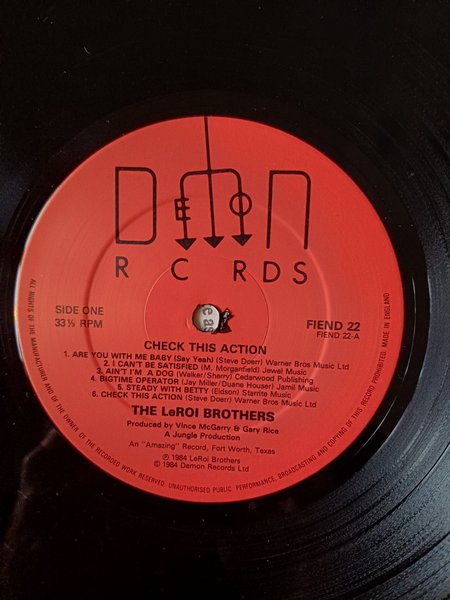 DEMON
RECORDS
SIDE ONE
33⅓ RPM
FIEND 22
FIEND 22-A
CHECK THIS ACTION
1. ARE YOU WITH ME BABY (Say Yeah) (Steve Doerr) Warner Bros Music Ltd
2. I CAN'T BE SATISFIED (M. Morganfield) Jewel Music
3. AIN'T I'M A DOG (Walker/Sherry) Cedarwood Publishing
4. BIGTIME OPERATOR (Jay Miller/Duane Houser) Jamil Music
5. STEADY WITH BETTY (Eidson) Starrite Music
6. CHECK THIS ACTION (Steve Doerr) Warner Bros Music Ltd
THE LeROI BROTHERS
Produced by Vince McGarry & Gary Rice
A Jungle Production
An "Amazing" Record, Fort Worth, Texas
℗ 1984 LeRoi Brothers
© 1984 Demon Records Ltd
ALL RIGHTS OF THE MANUFACTURER AND OF THE OWNER OF THE RECORDED WORK RESERVED. UNAUTHORISED PUBLIC PERFORMANCE, BROADCASTING AND COPYING OF THIS RECORD PROHIBITED. MADE IN ENGLAND